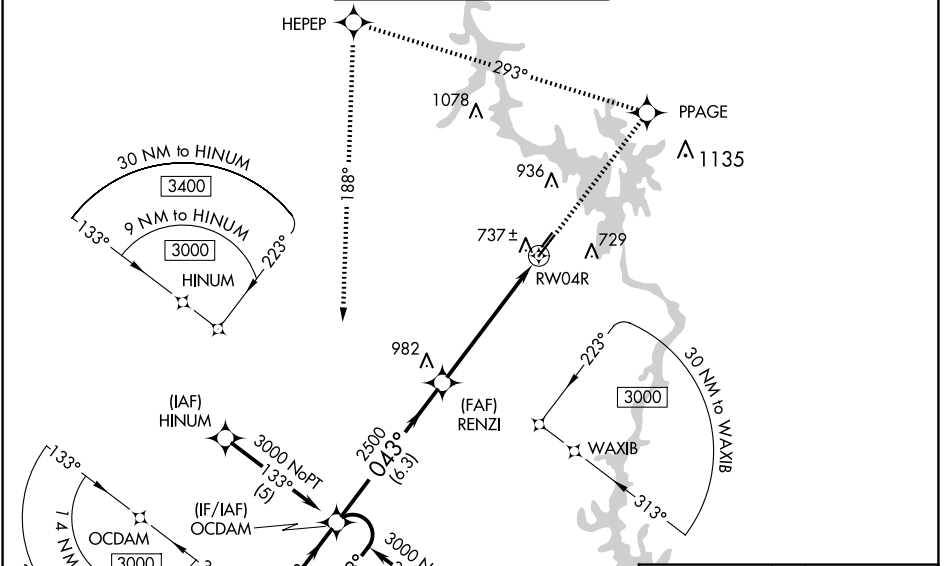 HEPEP
293°
PPAGE
1078
1135
30 NM to HINUM
3400
188°
936
133°
9 NM to HINUM
223°
3000
737±
729
HINUM
RW04R
982
223°
30 NM to WAXIB
(IAF)
HINUM
(FAF)
RENZI
3000
2500
043°
(6.3)
3000 NoPT
133°
(5)
WAXIB
133°
313°
(IF/IAF)
OCDAM
OCDAM
3000